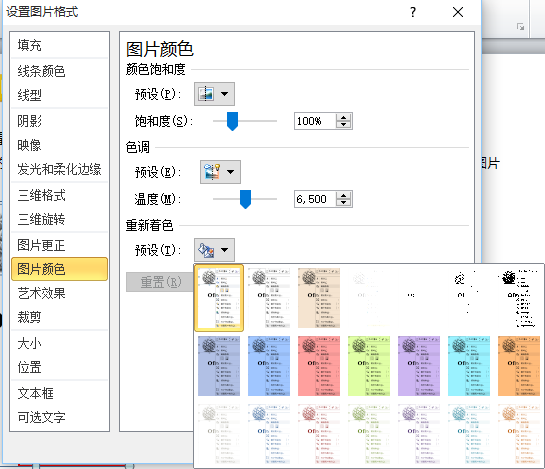 设置图片格式
填充
线条颜色
线型
阴影
映像
发光和柔化边缘
三维格式
三维旋转
图片更正
图片颜色
艺术效果
裁剪
大小
位置
文本框
可选文字
图片颜色
颜色饱和度
预设(P):
饱和度(S): 100%
色调
预设(E):
温度(M): 6,500
重新着色
预设(T):
重置(R)
图片